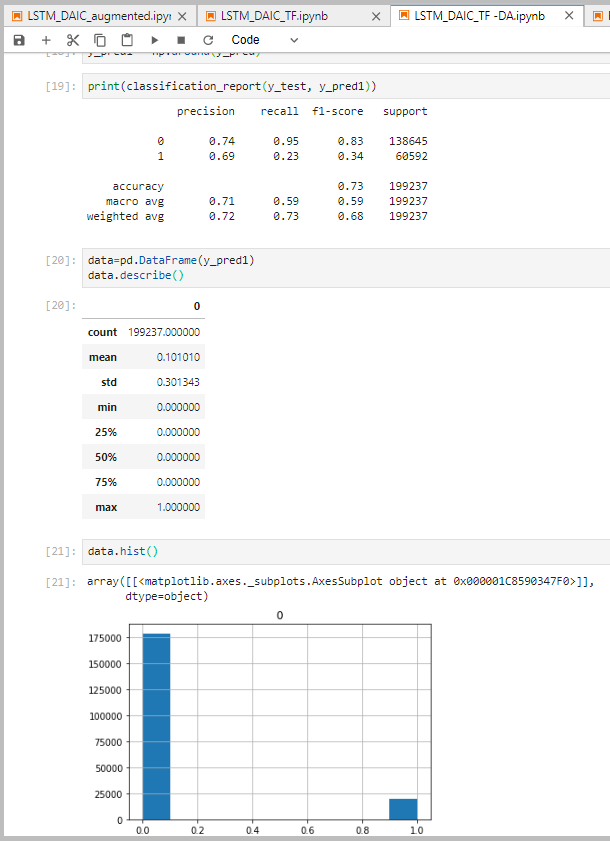 LSTM_DAIC_augmented.ipyr LSTM_DAIC_TF.ipynb LSTM_DAIC_TF -DA.ipynb
Code
[19]: print(classification_report(y_test, y_pred1))
precision recall f1-score support
0 0.74 0.95 0.83 138645
1 0.69 0.23 0.34 60592
accuracy 0.73 199237
macro avg 0.71 0.59 0.59 199237
weighted avg 0.72 0.73 0.68 199237
[20]: data=pd.DataFrame(y_pred1)
data.describe()
[20]: 0
count 199237.000000
mean 0.101010
std 0.301343
min 0.000000
25% 0.000000
50% 0.000000
75% 0.000000
max 1.000000
[21]: data.hist()
[21]: array([[<matplotlib.axes._subplots.AxesSubplot object at 0x000001C8590347F0>]],
dtype=object)
0
175000
150000
125000
100000
75000
50000
25000
0
0.0 0.2 0.4 0.6 0.8 1.0